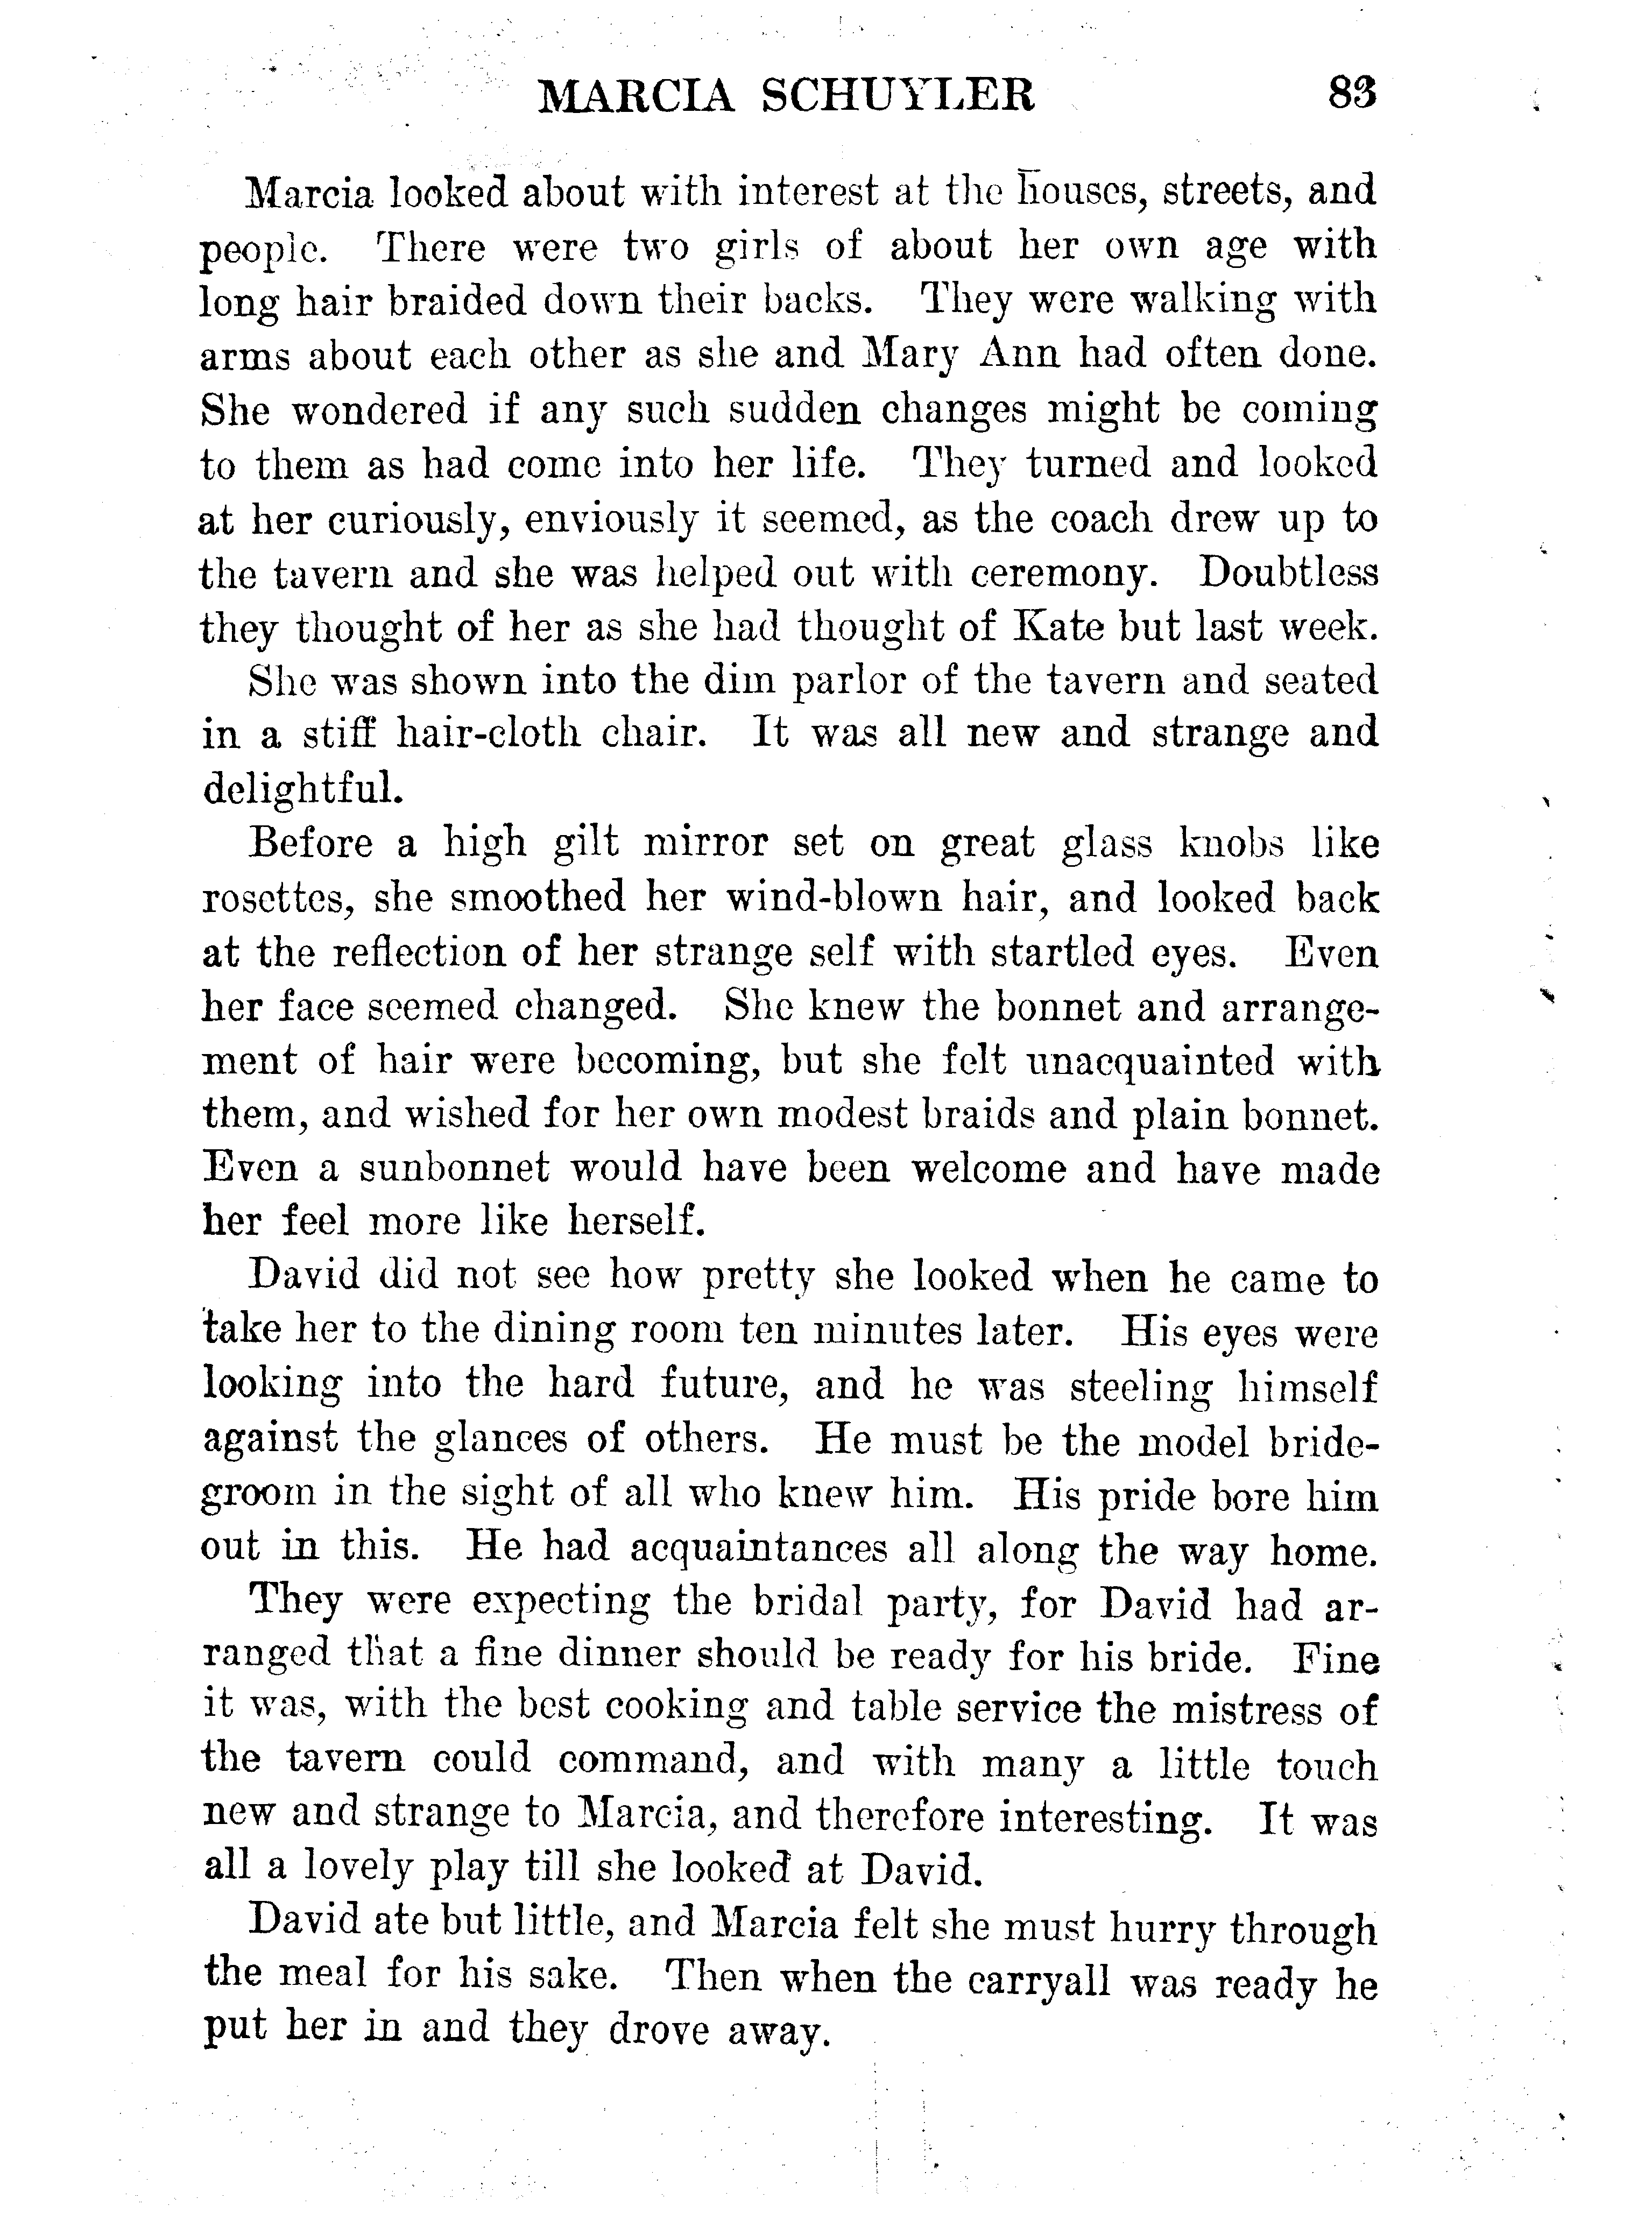 MARCIA SCHUYLER 83
Marcia looked about with interest at the houses, streets, and
people. There were two girls of about her own age with
long hair braided down their backs. They were walking with
arms about each other as she and Mary Ann had often done.
She wondered if any such sudden changes might be coming
to them as had come into her life. They turned and looked
at her curiously, enviously it seemed, as the coach drew up to
the tavern and she was helped out with ceremony. Doubtless
they thought of her as she had thought of Kate but last week.
She was shown into the dim parlor of the tavern and seated
in a stiff hair-cloth chair. It was all new and strange and
delightful.
Before a high gilt mirror set on great glass knobs like
rosettes, she smoothed her wind-blown hair, and looked back
at the reflection of her strange self with startled eyes. Even
her face seemed changed. She knew the bonnet and arrange-
ment of hair were becoming, but she felt unacquainted with
them, and wished for her own modest braids and plain bonnet.
Even a sunbonnet would have been welcome and have made
her feel more like herself.
David did not see how pretty she looked when he came to
take her to the dining room ten minutes later. His eyes were
looking into the hard future, and he was steeling himself
against the glances of others. He must be the model bride-
groom in the sight of all who knew him. His pride bore him
out in this. He had acquaintances all along the way home.
They were expecting the bridal party, for David had ar-
ranged that a fine dinner should be ready for his bride. Fine
it was, with the best cooking and table service the mistress of
the tavern could command, and with many a little touch
new and strange to Marcia, and therefore interesting. It was
all a lovely play till she looked at David.
David ate but little, and Marcia felt she must hurry through
the meal for his sake. Then when the carryall was ready he
put her in and they drove away.